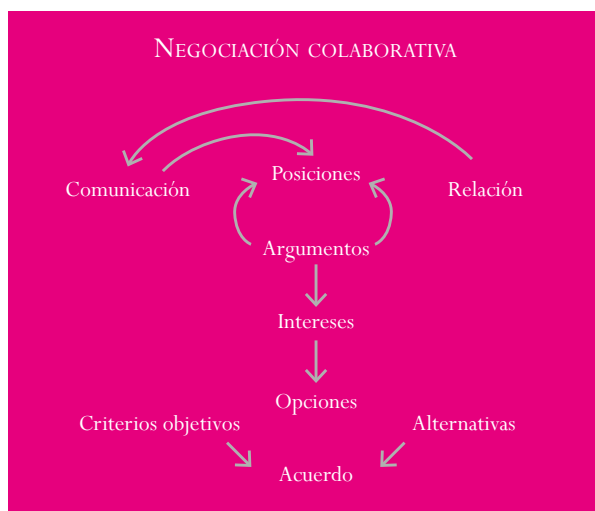 Negociación colaborativa
Posiciones
Comunicación
Relación
Argumentos
Intereses
Opciones
Criterios objetivos
Alternativas
Acuerdo